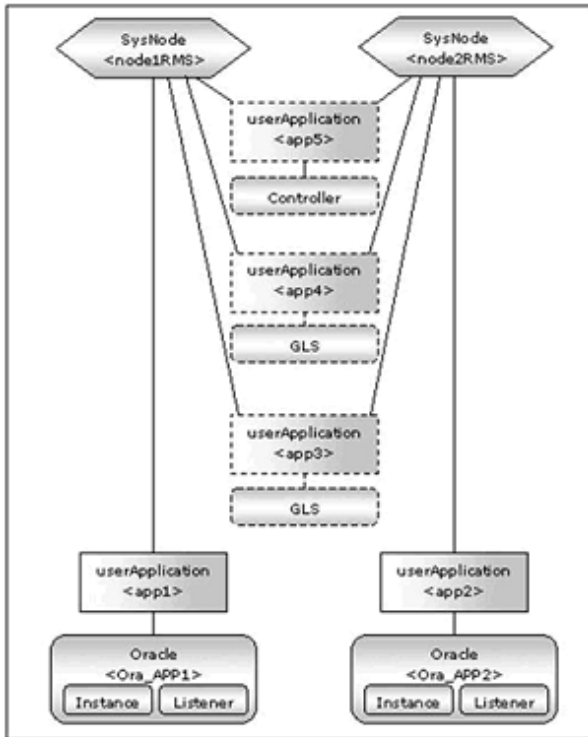 SysNode
<node1RMS>
SysNode
<node2RMS>
userApplication
<app5>
Controller
userApplication
<app4>
GLS
userApplication
<app3>
GLS
userApplication
<app1>
userApplication
<app2>
Oracle
<Ora_APP1>
Instance
Listener
Oracle
<Ora_APP2>
Instance
Listener